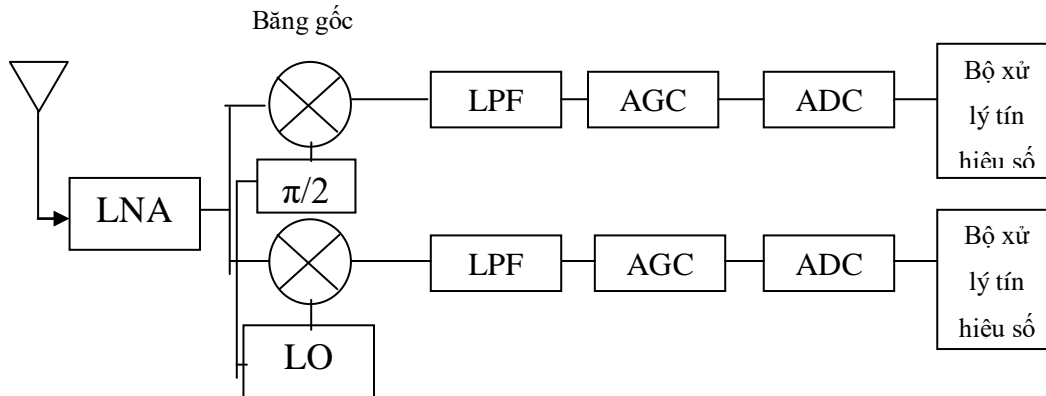 Băng gốc
LPF
AGC
ADC
Bộ xử
lý tín
hiệu số
π/2
LNA
LPF
AGC
ADC
Bộ xử
lý tín
hiệu số
LO